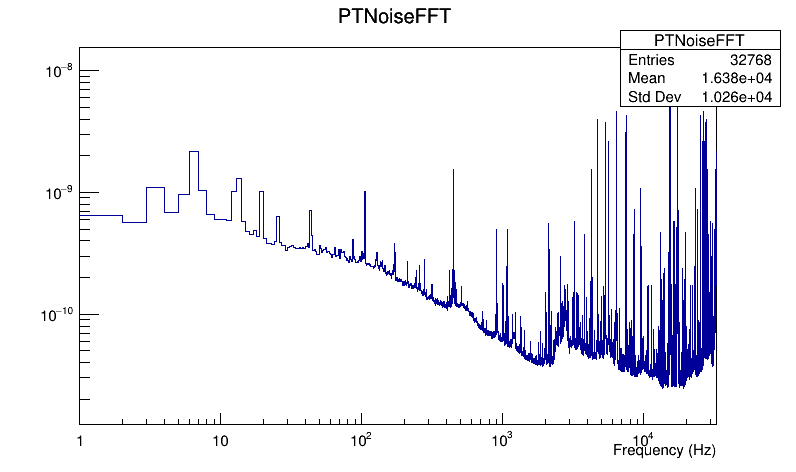 PTNoiseFFT
PTNoiseFFT
Entries 32768
Mean 1.638e+04
Std Dev 1.026e+04
10⁻⁸
10⁻⁹
10⁻¹⁰
1 10 10² 10³ 10⁴
Frequency (Hz)